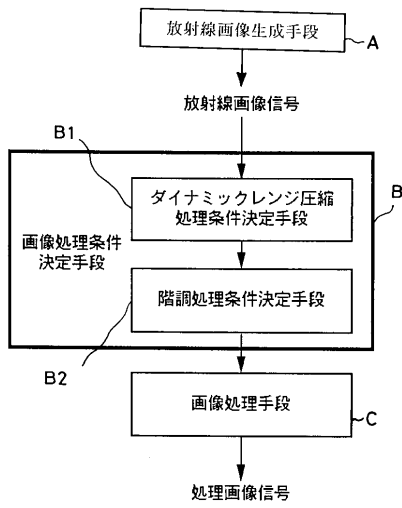 放射線画像生成手段
A
放射線画像信号
B1
B
ダイナミックレンジ圧縮
処理条件決定手段
画像処理条件
決定手段
階調処理条件決定手段
B2
画像処理手段
C
処理画像信号